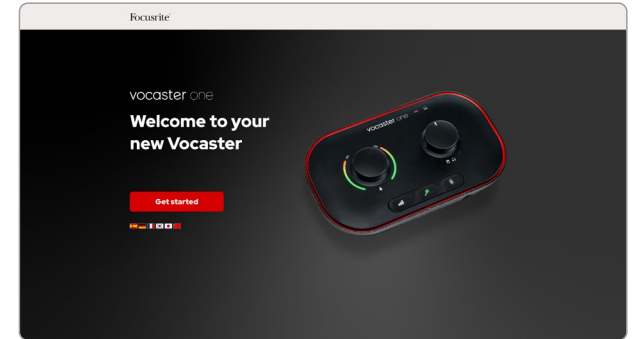 Focusrite®
vocaster one
Welcome to your
new Vocaster
vocaster one
Get started